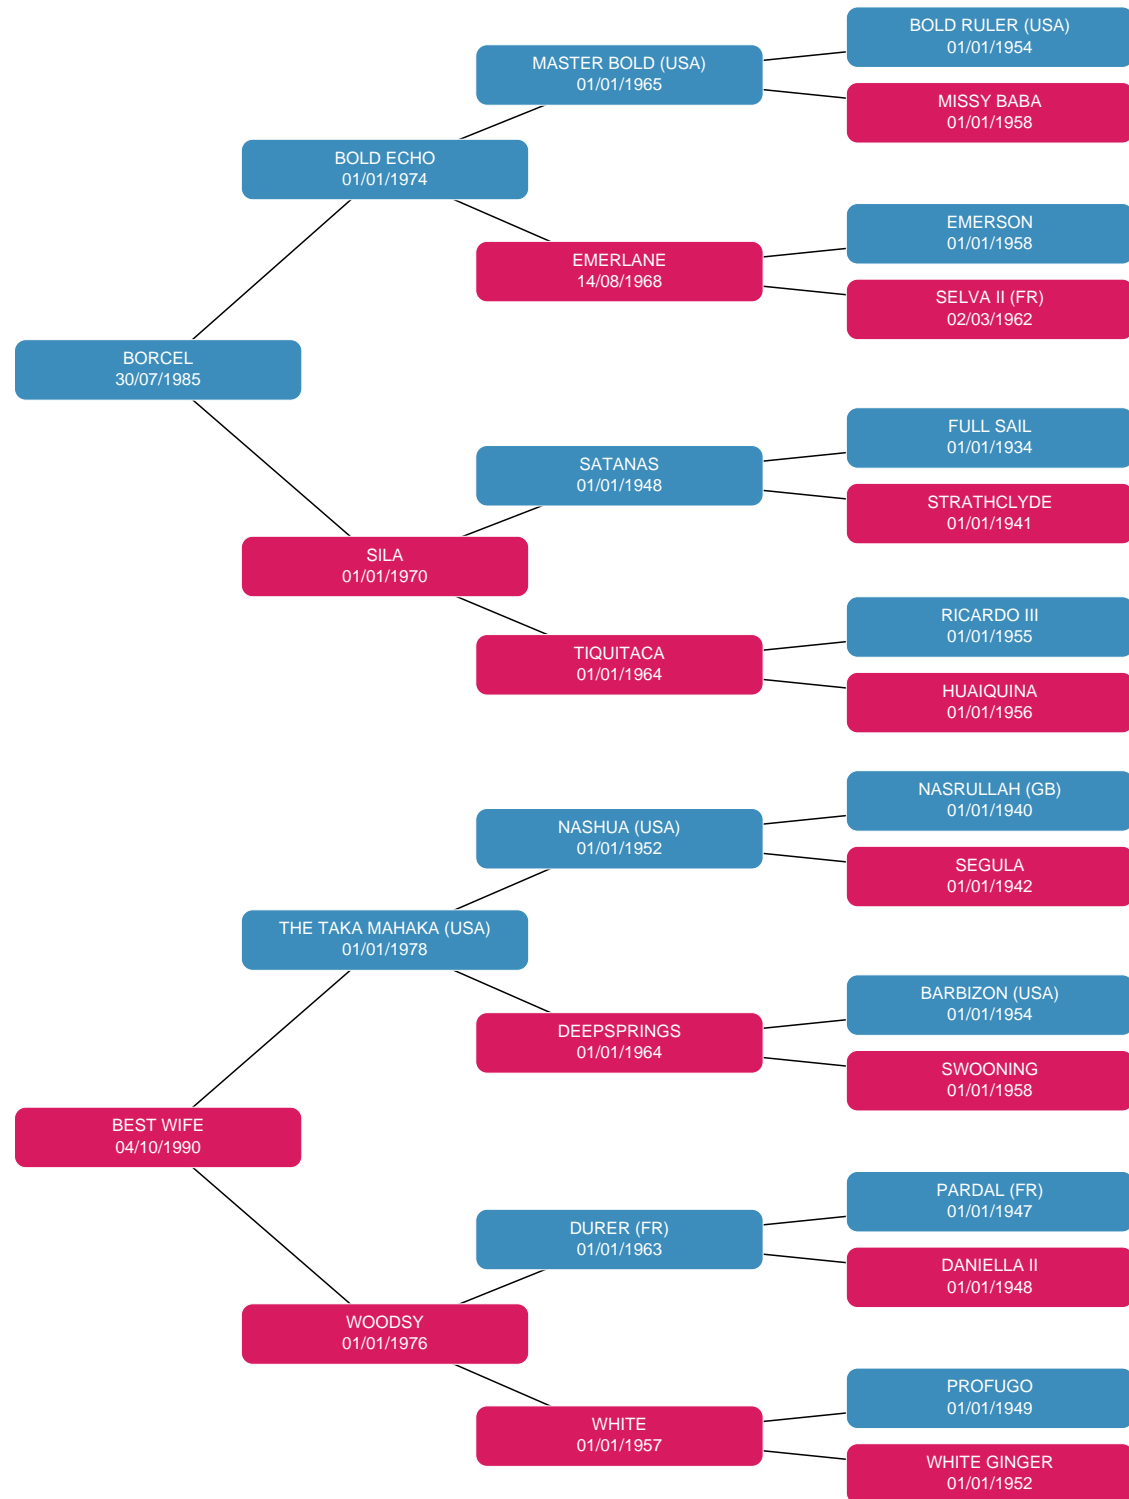 BOLD RULER (USA)
01/01/1954
MASTER BOLD (USA)
01/01/1965
MISSY BABA
01/01/1958
BOLD ECHO
01/01/1974
EMERSON
01/01/1958
EMERLANE
14/08/1968
SELVA II (FR)
02/03/1962
BORCEL
30/07/1985
FULL SAIL
01/01/1934
SATANAS
01/01/1948
STRATHCLYDE
01/01/1941
SILA
01/01/1970
RICARDO III
01/01/1955
TIQUITACA
01/01/1964
HUAIQUINA
01/01/1956
NASRULLAH (GB)
01/01/1940
NASHUA (USA)
01/01/1952
SEGULA
01/01/1942
THE TAKA MAHAKA (USA)
01/01/1978
BARBIZON (USA)
01/01/1954
DEEPSPRINGS
01/01/1964
SWOONING
01/01/1958
BEST WIFE
04/10/1990
PARDAL (FR)
01/01/1947
DURER (FR)
01/01/1963
DANIELLA II
01/01/1948
WOODSY
01/01/1976
PROFUGO
01/01/1949
WHITE
01/01/1957
WHITE GINGER
01/01/1952